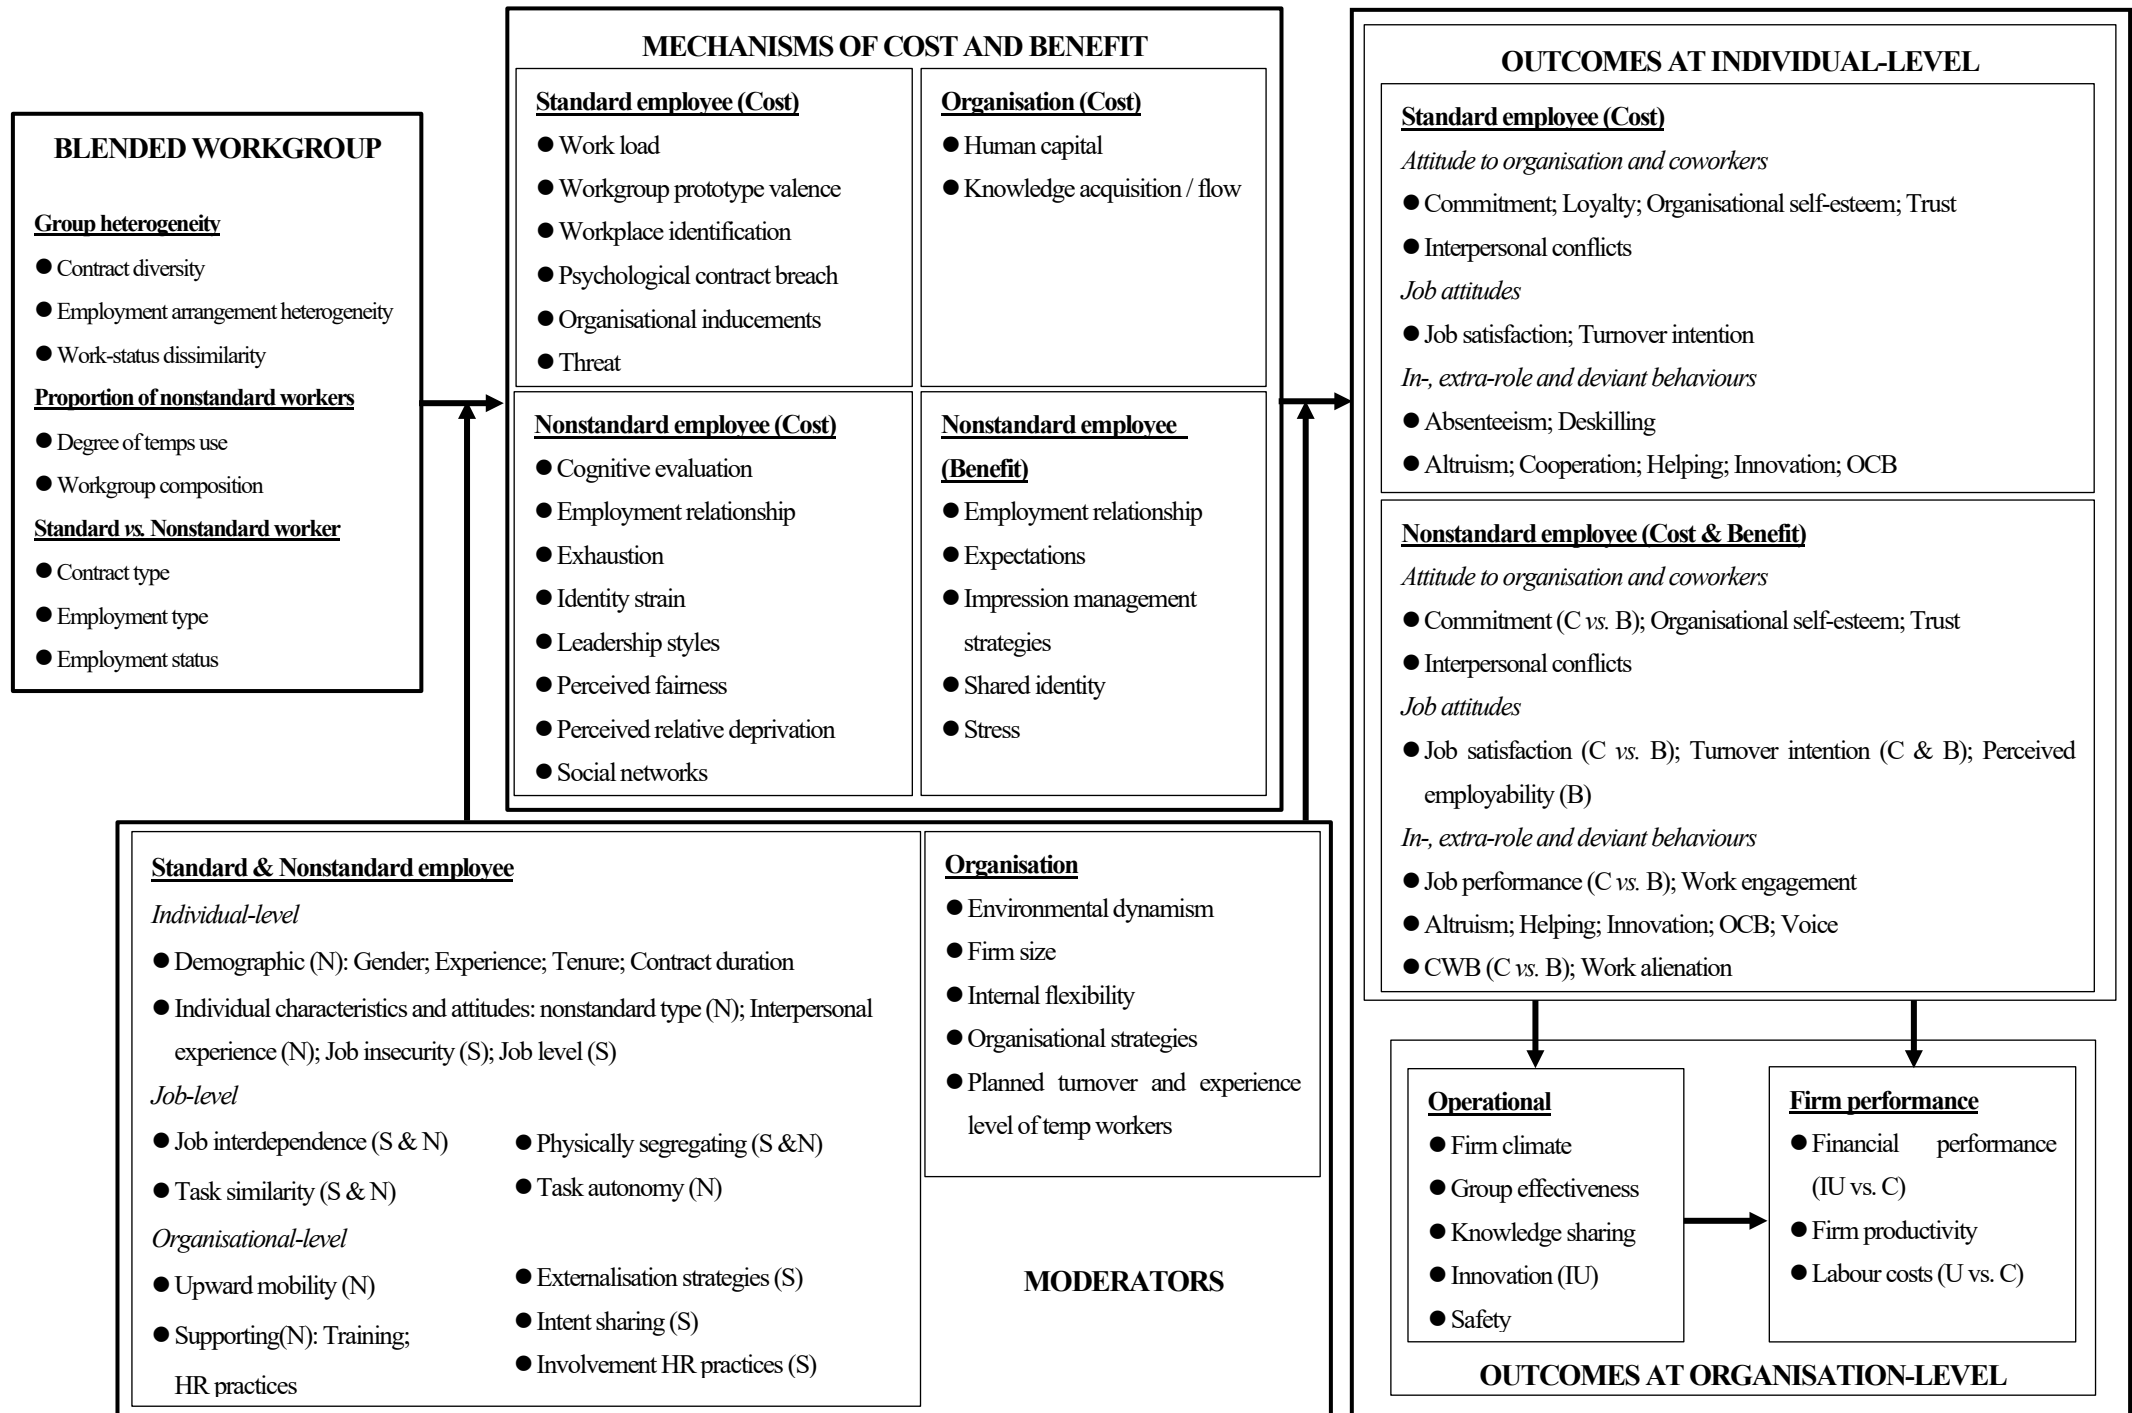 BLENDED WORKGROUP
Group heterogeneity
● Contract diversity
● Employment arrangement heterogeneity
● Work-status dissimilarity
Proportion of nonstandard workers
● Degree of temps use
● Workgroup composition
Standard vs. Nonstandard worker
● Contract type
● Employment type
● Employment status
MECHANISMS OF COST AND BENEFIT
Standard employee (Cost)
● Work load
● Workgroup prototype valence
● Workplace identification
● Psychological contract breach
● Organisational inducements
● Threat
Organisation (Cost)
● Human capital
● Knowledge acquisition / flow
Nonstandard employee (Cost)
● Cognitive evaluation
● Employment relationship
● Exhaustion
● Identity strain
● Leadership styles
● Perceived fairness
● Perceived relative deprivation
● Social networks
Nonstandard employee
(Benefit)
● Employment relationship
● Expectations
● Impression management
strategies
● Shared identity
● Stress
Standard & Nonstandard employee
Individual-level
● Demographic (N): Gender; Experience; Tenure; Contract duration
● Individual characteristics and attitudes: nonstandard type (N); Interpersonal
experience (N); Job insecurity (S); Job level (S)
Job-level
● Job interdependence (S & N)
● Task similarity (S & N)
● Physically segregating (S &N)
● Task autonomy (N)
Organisational-level
● Upward mobility (N)
● Supporting(N): Training;
HR practices
● Externalisation strategies (S)
● Intent sharing (S)
● Involvement HR practices (S)
Organisation
● Environmental dynamism
● Firm size
● Internal flexibility
● Organisational strategies
● Planned turnover and experience
level of temp workers
MODERATORS
OUTCOMES AT INDIVIDUAL-LEVEL
Standard employee (Cost)
Attitude to organisation and coworkers
● Commitment; Loyalty; Organisational self-esteem; Trust
● Interpersonal conflicts
Job attitudes
● Job satisfaction; Turnover intention
In-, extra-role and deviant behaviours
● Absenteeism; Deskilling
● Altruism; Cooperation; Helping; Innovation; OCB
Nonstandard employee (Cost & Benefit)
Attitude to organisation and coworkers
● Commitment (C vs. B); Organisational self-esteem; Trust
● Interpersonal conflicts
Job attitudes
● Job satisfaction (C vs. B); Turnover intention (C & B); Perceived
employability (B)
In-, extra-role and deviant behaviours
● Job performance (C vs. B); Work engagement
● Altruism; Helping; Innovation; OCB; Voice
● CWB (C vs. B); Work alienation
Operational
● Firm climate
● Group effectiveness
● Knowledge sharing
● Innovation (IU)
● Safety
Firm performance
● Financial performance
(IU vs. C)
● Firm productivity
● Labour costs (U vs. C)
OUTCOMES AT ORGANISATION-LEVEL